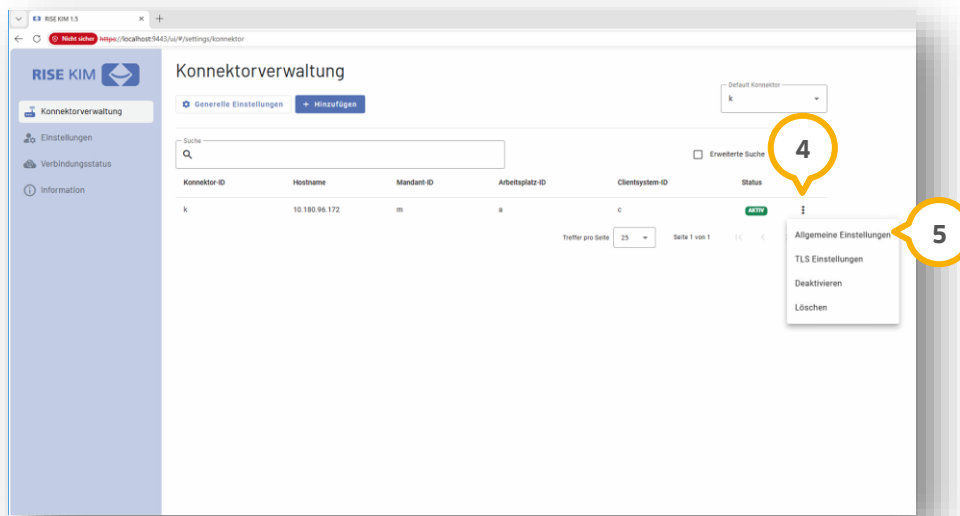 RISE KIM 1.5
Nicht sicher https://localhost:9443/ui/#/settings/konnektor
RISE KIM
Konnektorverwaltung
Einstellungen
Verbindungsstatus
Information
Konnektorverwaltung
Generelle Einstellungen + Hinzufügen
Default Konnektor
k
Suche
Erweiterte Suche
4
Konnektor-ID Hostname Mandant-ID Arbeitsplatz-ID Clientsystem-ID Status
k 10.180.96.172 m a c AKTIV
Treffer pro Seite 25 Seite 1 von 1
Allgemeine Einstellungen
5
TLS Einstellungen
Deaktivieren
Löschen